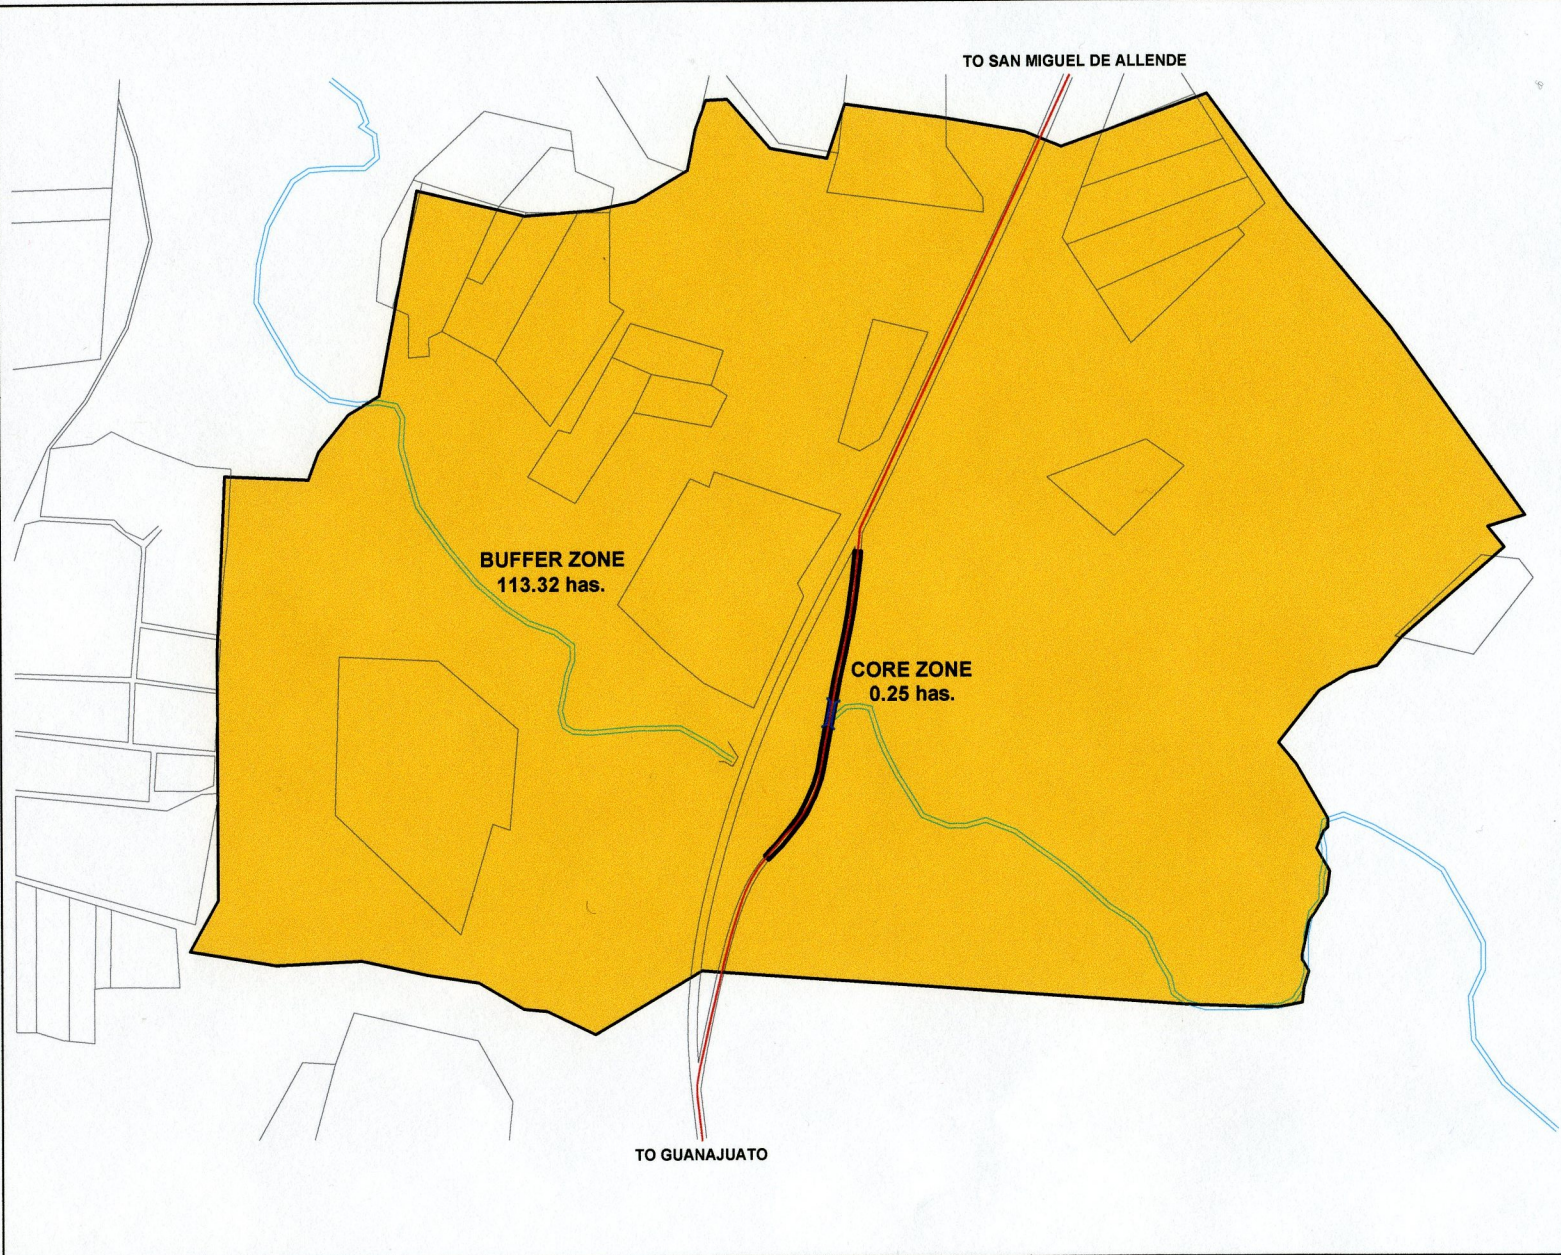 TO SAN MIGUEL DE ALLENDE
BUFFER ZONE
113.32 has.
CORE ZONE
0.25 has.
TO GUANAJUATO